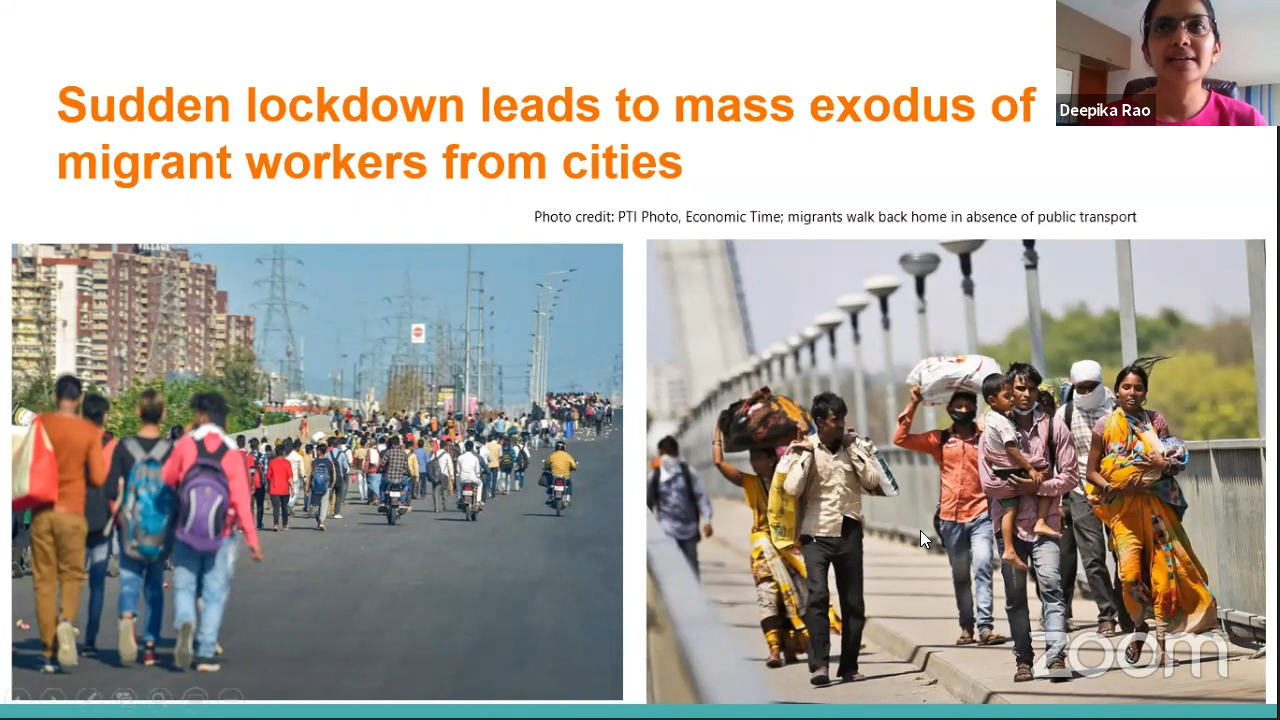 Sudden lockdown leads to mass exodus of
migrant workers from cities
Deepika Rao
Photo credit: PTI Photo, Economic Time; migrants walk back home in absence of public transport
zoom